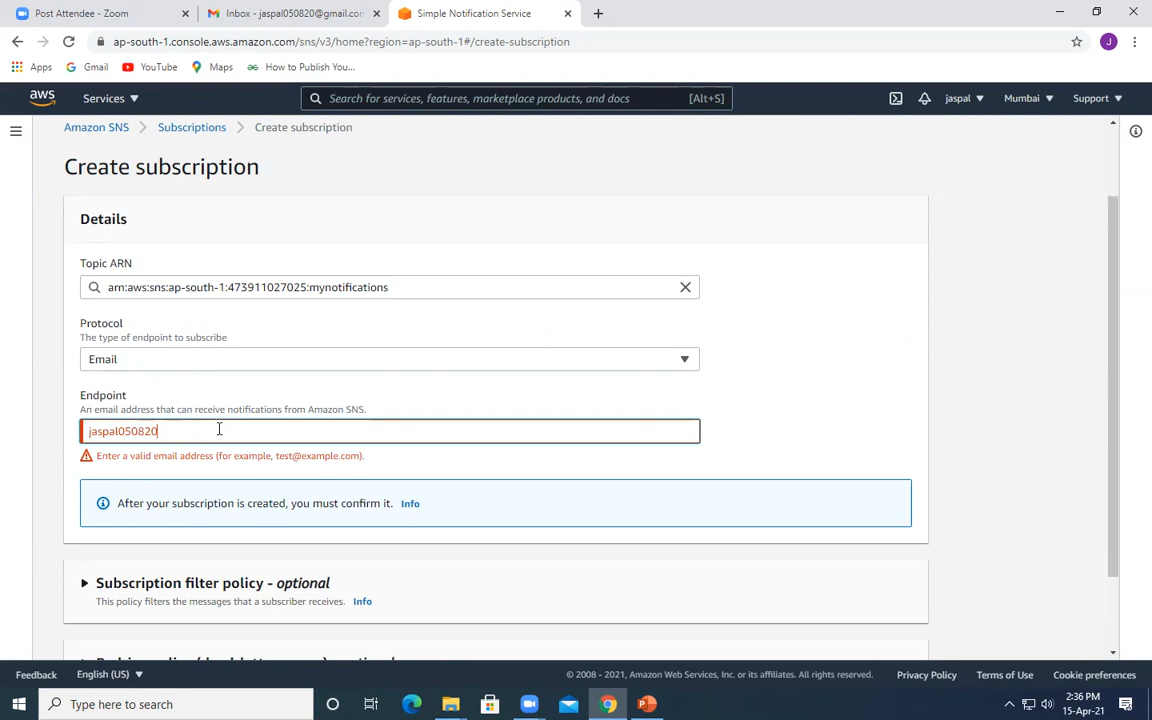 Post Attendee - Zoom
Inbox - jaspal050820@gmail.com
Simple Notification Service
ap-south-1.console.aws.amazon.com/sns/v3/home?region=ap-south-1#/create-subscription
J
Apps
Gmail
YouTube
Maps
How to Publish You...
aws
Services
Search for services, features, marketplace products, and docs
[Alt+S]
jaspal
Mumbai
Support
Amazon SNS
Subscriptions
Create subscription
Create subscription
Details
Topic ARN
arn:aws:sns:ap-south-1:473911027025:mynotifications
Protocol
The type of endpoint to subscribe
Email
Endpoint
An email address that can receive notifications from Amazon SNS.
jaspal050820
Enter a valid email address (for example, test@example.com).
After your subscription is created, you must confirm it. Info
Subscription filter policy - optional
This policy filters the messages that a subscriber receives. Info
Feedback
English (US)
© 2008 - 2021, Amazon Web Services, Inc. or its affiliates. All rights reserved.
Privacy Policy
Terms of Use
Cookie preferences
Type here to search
2:36 PM
15-Apr-21